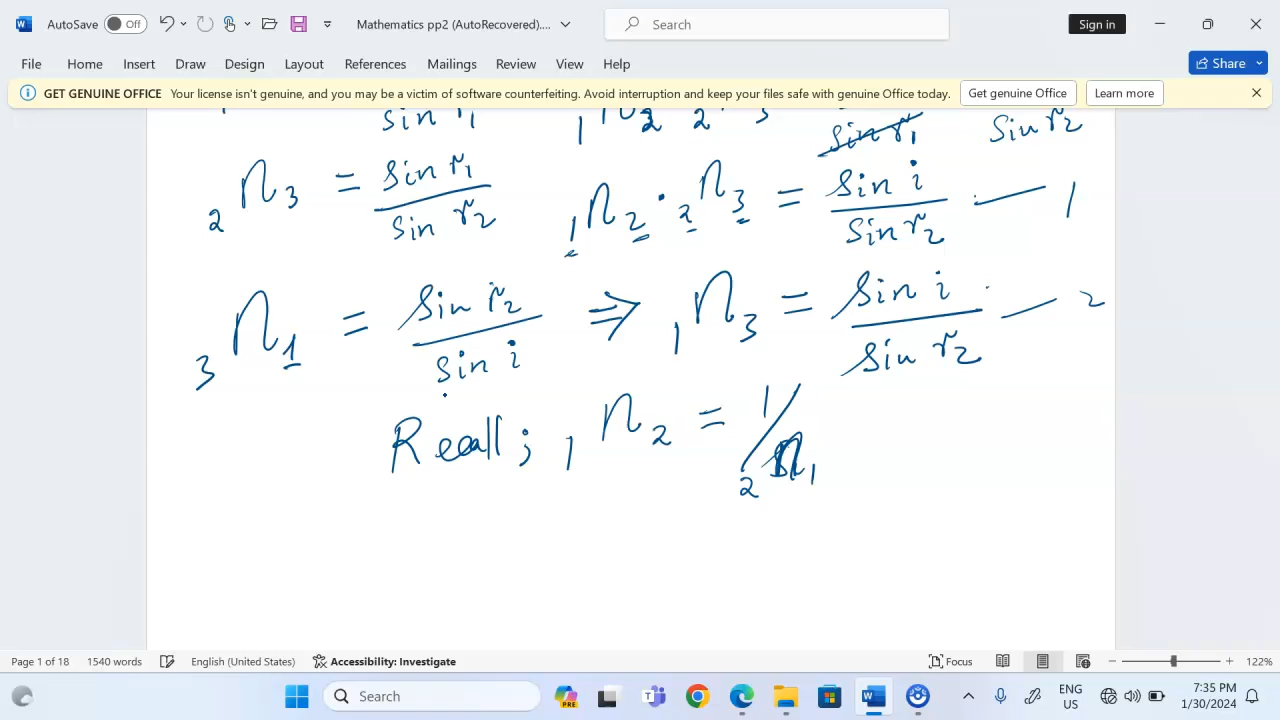 AutoSave Off Mathematics pp2 (AutoRecovered).... Search Sign in
File Home Insert Draw Design Layout References Mailings Review View Help Share
GET GENUINE OFFICE Your license isn't genuine, and you may be a victim of software counterfeiting. Avoid interruption and keep your files safe with genuine Office today. Get genuine Office Learn more
sin r₁ sin r₁ sin r₂
₂n₃ = sin r₁ / sin r₂ ₁n₂ · ₂n₃ = sin i / sin r₂ — 1
₃n₁ = sin r₂ / sin i ⇒ ₁n₃ = sin i / sin r₂ — 2
Recall; ₁n₂ = 1/₂n₁
Page 1 of 18 1540 words English (United States) Accessibility: Investigate Focus 122%
Search PRE ENG US 7:35 PM 1/30/2024